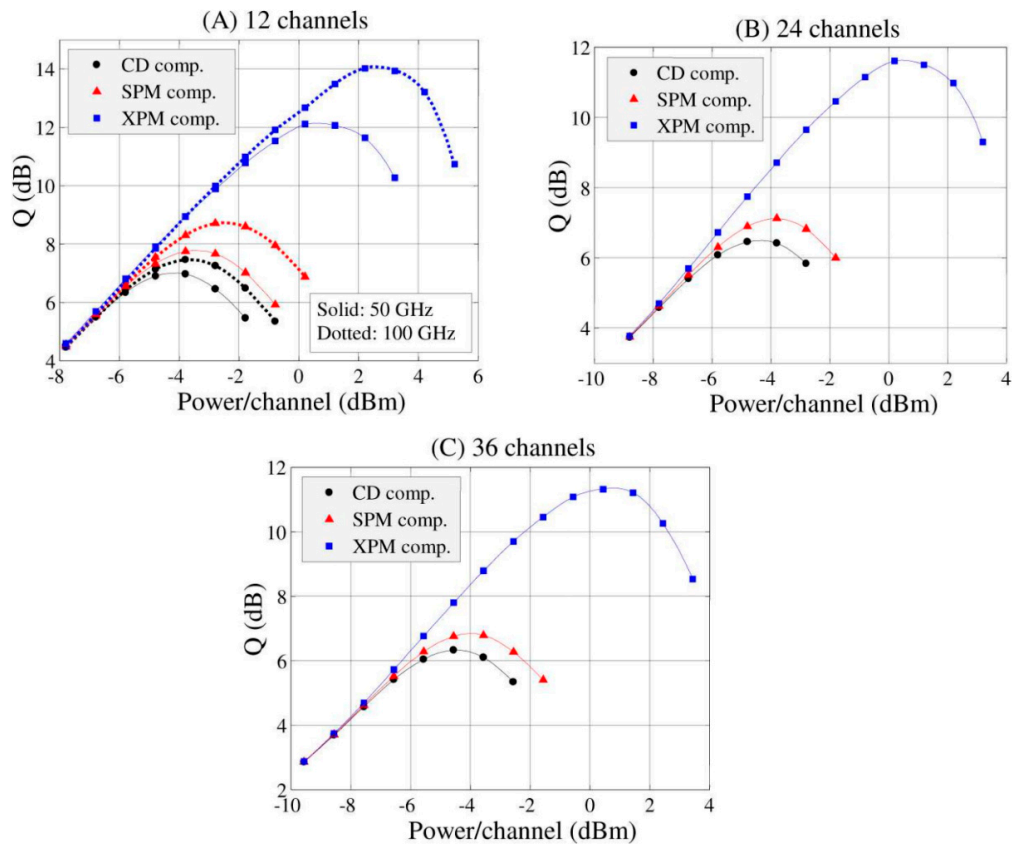 (A) 12 channels
CD comp.
SPM comp.
XPM comp.
Q (dB)
14
12
10
8
6
4
Solid: 50 GHz
Dotted: 100 GHz
-8 -6 -4 -2 0 2 4 6
Power/channel (dBm)
(B) 24 channels
CD comp.
SPM comp.
XPM comp.
Q (dB)
12
10
8
6
4
-10 -8 -6 -4 -2 0 2 4
Power/channel (dBm)
(C) 36 channels
CD comp.
SPM comp.
XPM comp.
Q (dB)
12
10
8
6
4
2
-10 -8 -6 -4 -2 0 2 4
Power/channel (dBm)